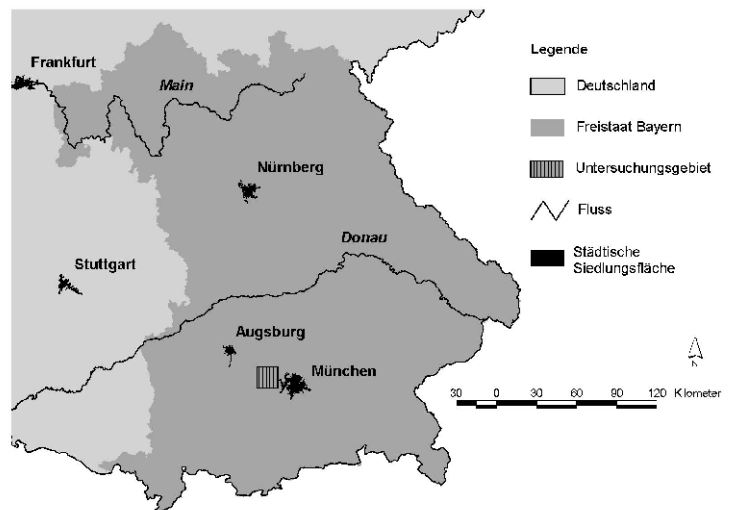 Frankfurt
Main
Nürnberg
Donau
Stuttgart
Augsburg
München
Legende
Deutschland
Freistaat Bayern
Untersuchungsgebiet
Fluss
Städtische
Siedlungsfläche
30 0 30 60 90 120 Kilometer